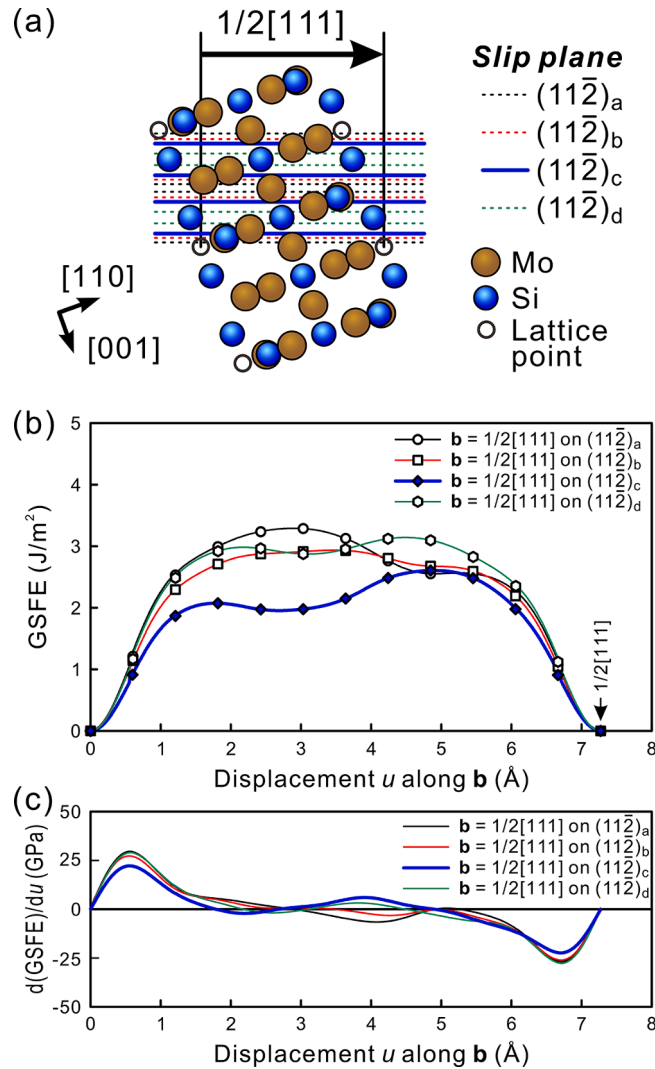 (a)
1/2[111]
Slip plane
(112̄)a
(112̄)b
(112̄)c
(112̄)d
Mo
Si
Lattice
point
[110]
[001]
(b)
GSFE (J/m²)
5
4
3
2
1
0
b = 1/2[111] on (112̄)a
b = 1/2[111] on (112̄)b
b = 1/2[111] on (112̄)c
b = 1/2[111] on (112̄)d
1/2[111]
0 1 2 3 4 5 6 7 8
Displacement u along b (Å)
(c)
d(GSFE)/du (GPa)
50
25
0
-25
-50
b = 1/2[111] on (112̄)a
b = 1/2[111] on (112̄)b
b = 1/2[111] on (112̄)c
b = 1/2[111] on (112̄)d
0 1 2 3 4 5 6 7 8
Displacement u along b (Å)